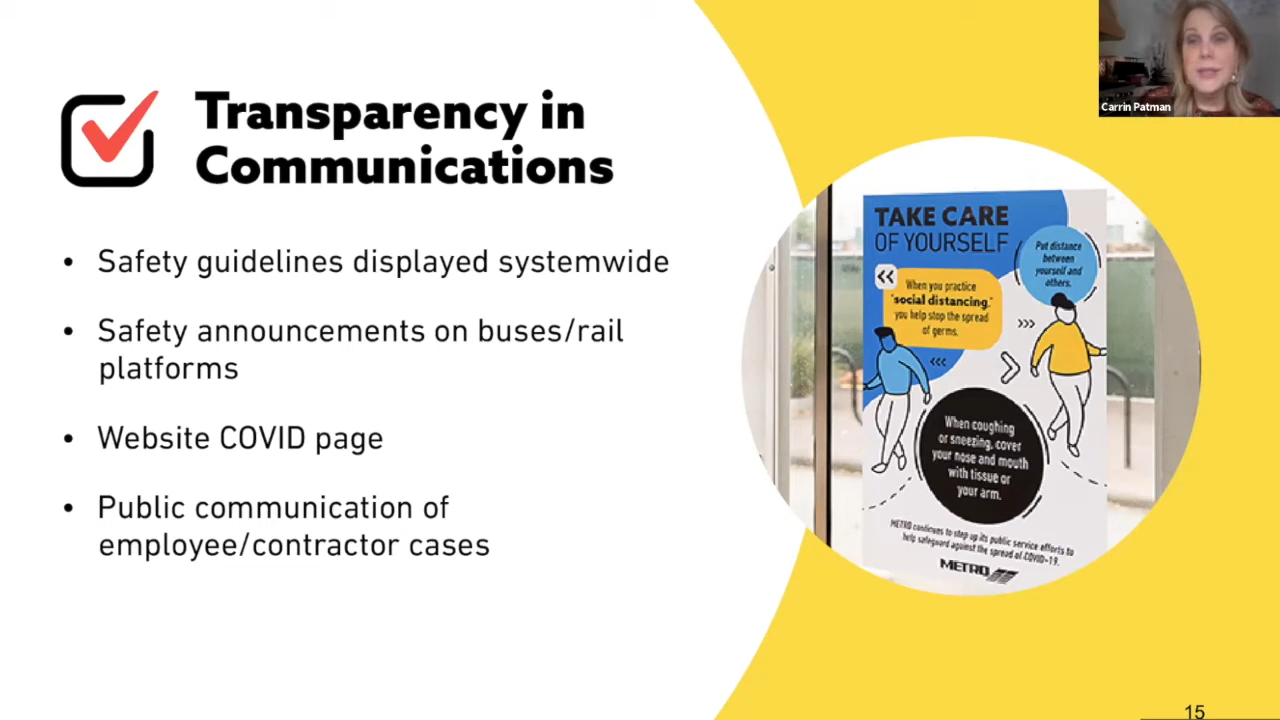 Transparency in
Communications
• Safety guidelines displayed systemwide
• Safety announcements on buses/rail
platforms
• Website COVID page
• Public communication of
employee/contractor cases
Carrin Patman
TAKE CARE
OF YOURSELF
Put distance
between
yourself and
others.
When you practice
"social distancing,"
you help stop the spread
of germs.
When coughing
or sneezing, cover
your nose and mouth
with tissue or
your arm.
METRO continues to step up its public service efforts to
help safeguard against the spread of COVID-19.
METRO
15